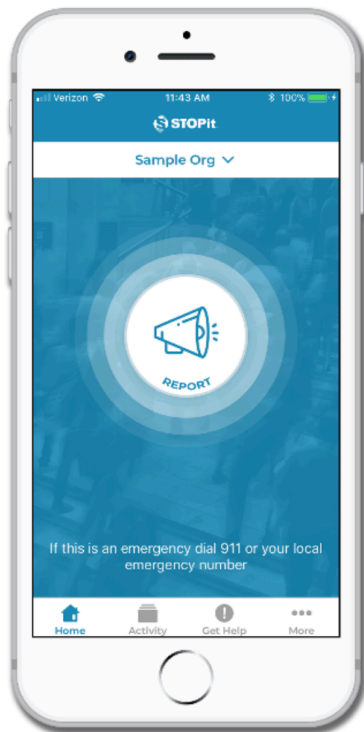 Verizon 11:43 AM 100%
STOPit
Sample Org
REPORT
If this is an emergency dial 911 or your local
emergency number
Home Activity Get Help More